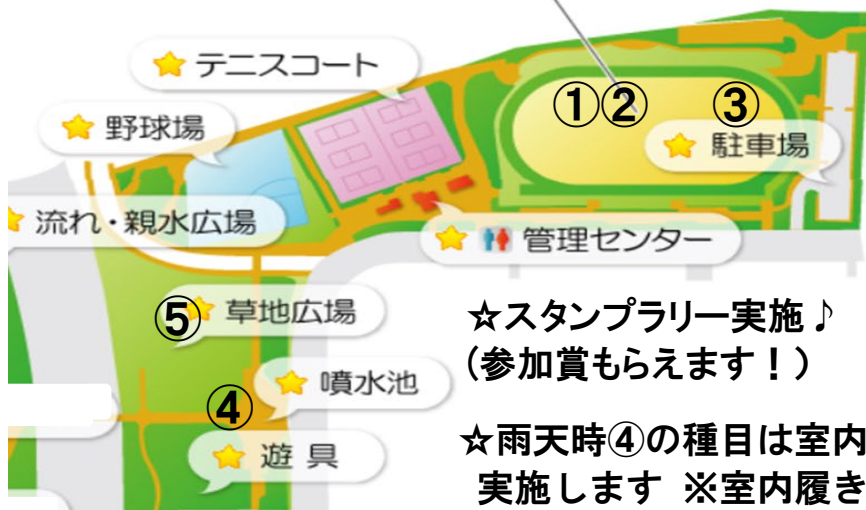 テニスコート
①② ③
野球場
駐車場
流れ・親水広場
管理センター
⑤ 草地広場
☆スタンプラリー実施♪
(参加賞もらえます！)
噴水池
④
遊具
☆雨天時④の種目は室内
実施します ※室内履き